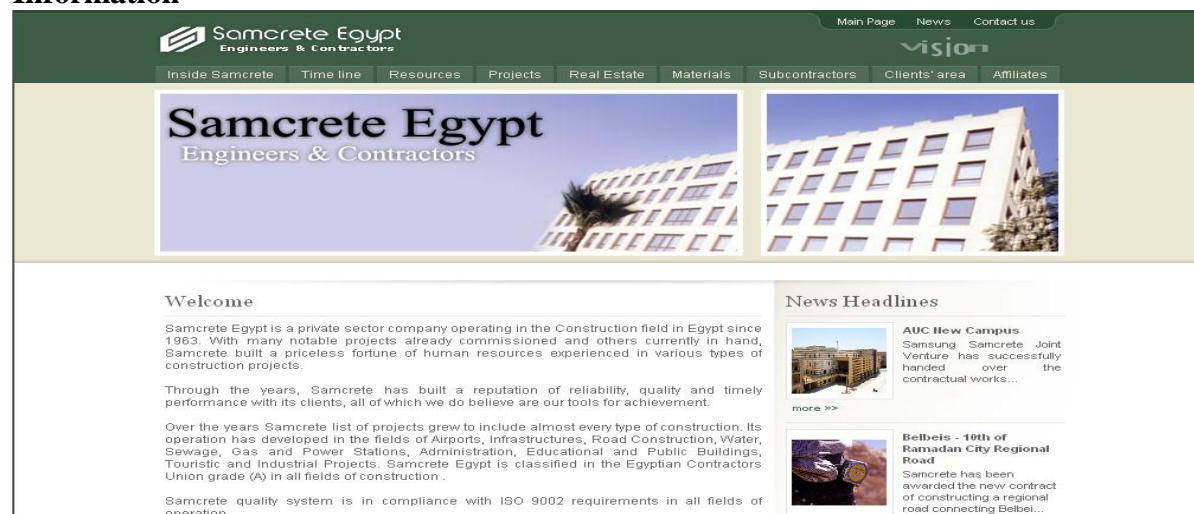 Information
Samcrete Egypt
Engineers & Contractors
Main Page News Contact us
vision
Inside Samcrete Time line Resources Projects Real Estate Materials Subcontractors Clients' area Affiliates
Samcrete Egypt
Engineers & Contractors
Welcome
Samcrete Egypt is a private sector company operating in the Construction field in Egypt since
1963. With many notable projects already commissioned and others currently in hand,
Samcrete built a priceless fortune of human resources experienced in various types of
construction projects.
Through the years, Samcrete has built a reputation of reliability, quality and timely
performance with its clients, all of which we do believe are our tools for achievement.
Over the years Samcrete list of projects grew to include almost every type of construction. Its
operation has developed in the fields of Airports, Infrastructures, Road Construction, Water,
Sewage, Gas and Power Stations, Administration, Educational and Public Buildings,
Touristic and Industrial Projects. Samcrete Egypt is classified in the Egyptian Contractors
Union grade (A) in all fields of construction .
Samcrete quality system is in compliance with ISO 9002 requirements in all fields of
operation
News Headlines
AUC New Campus
Samsung Samcrete Joint
Venture has successfully
handed over the
contractual works...
more >>
Belbeis - 10th of
Ramadan City Regional
Road
Samcrete has been
awarded the new contract
of constructing a regional
road connecting Belbei...